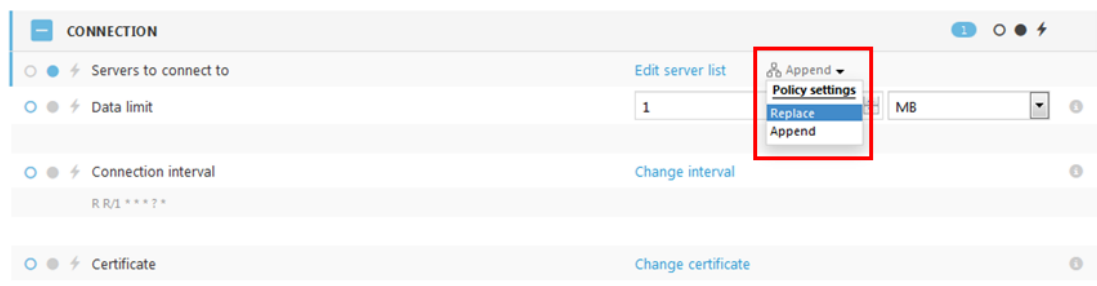 CONNECTION 1
Servers to connect to Edit server list Append
Policy settings
Data limit 1 MB
Replace
Append
Connection interval Change interval
R R/1 * * * ? *
Certificate Change certificate